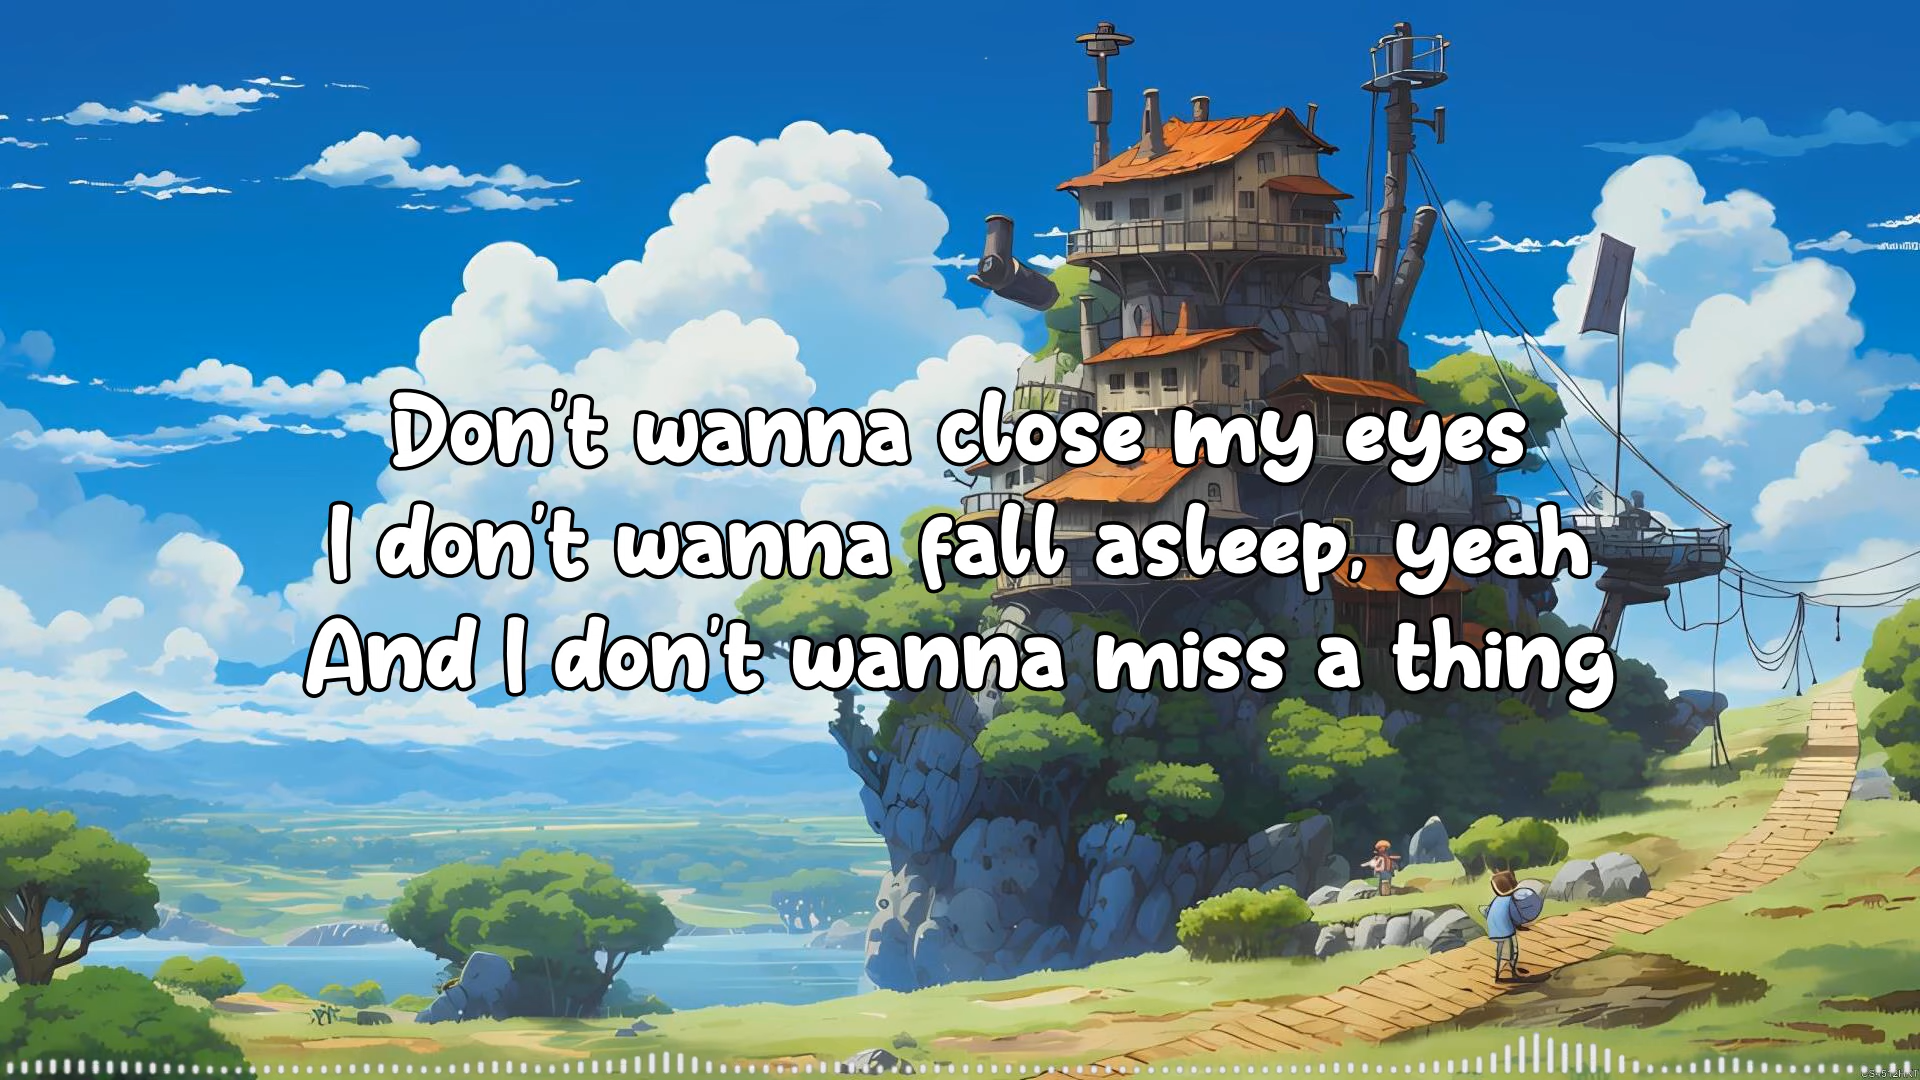 Don't wanna close my eyes
I don't wanna fall asleep, yeah
And I don't wanna miss a thing